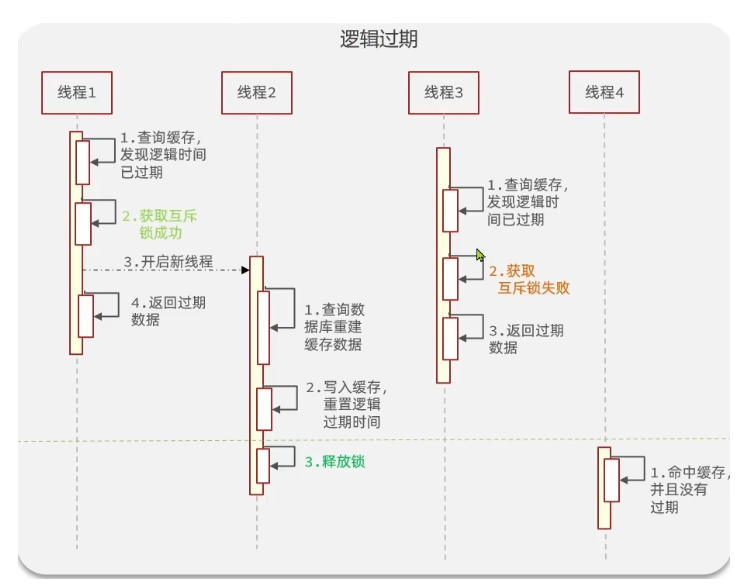 逻辑过期
线程1
线程2
线程3
线程4
1.查询缓存，
发现逻辑时间
已过期
2.获取互斥
锁成功
3.开启新线程
4.返回过期
数据
1.查询数
据库重建
缓存数据
2.写入缓存，
重置逻辑
过期时间
3.释放锁
1.查询缓存，
发现逻辑时
间已过期
2.获取
互斥锁失败
3.返回过期
数据
1.命中缓存，
并且没有
过期